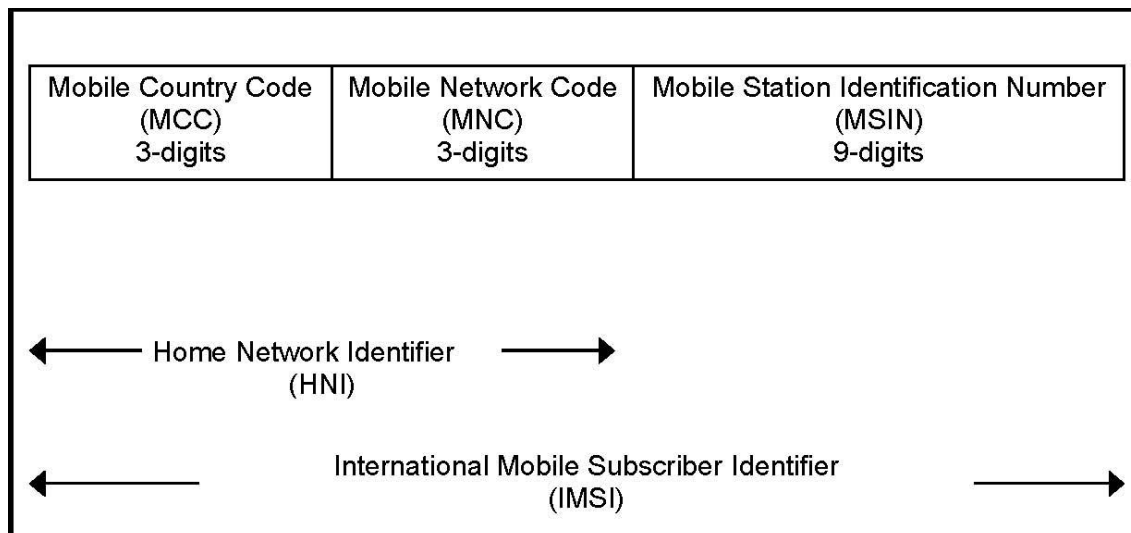 Mobile Country Code
(MCC)
3-digits
Mobile Network Code
(MNC)
3-digits
Mobile Station Identification Number
(MSIN)
9-digits
Home Network Identifier
(HNI)
International Mobile Subscriber Identifier
(IMSI)